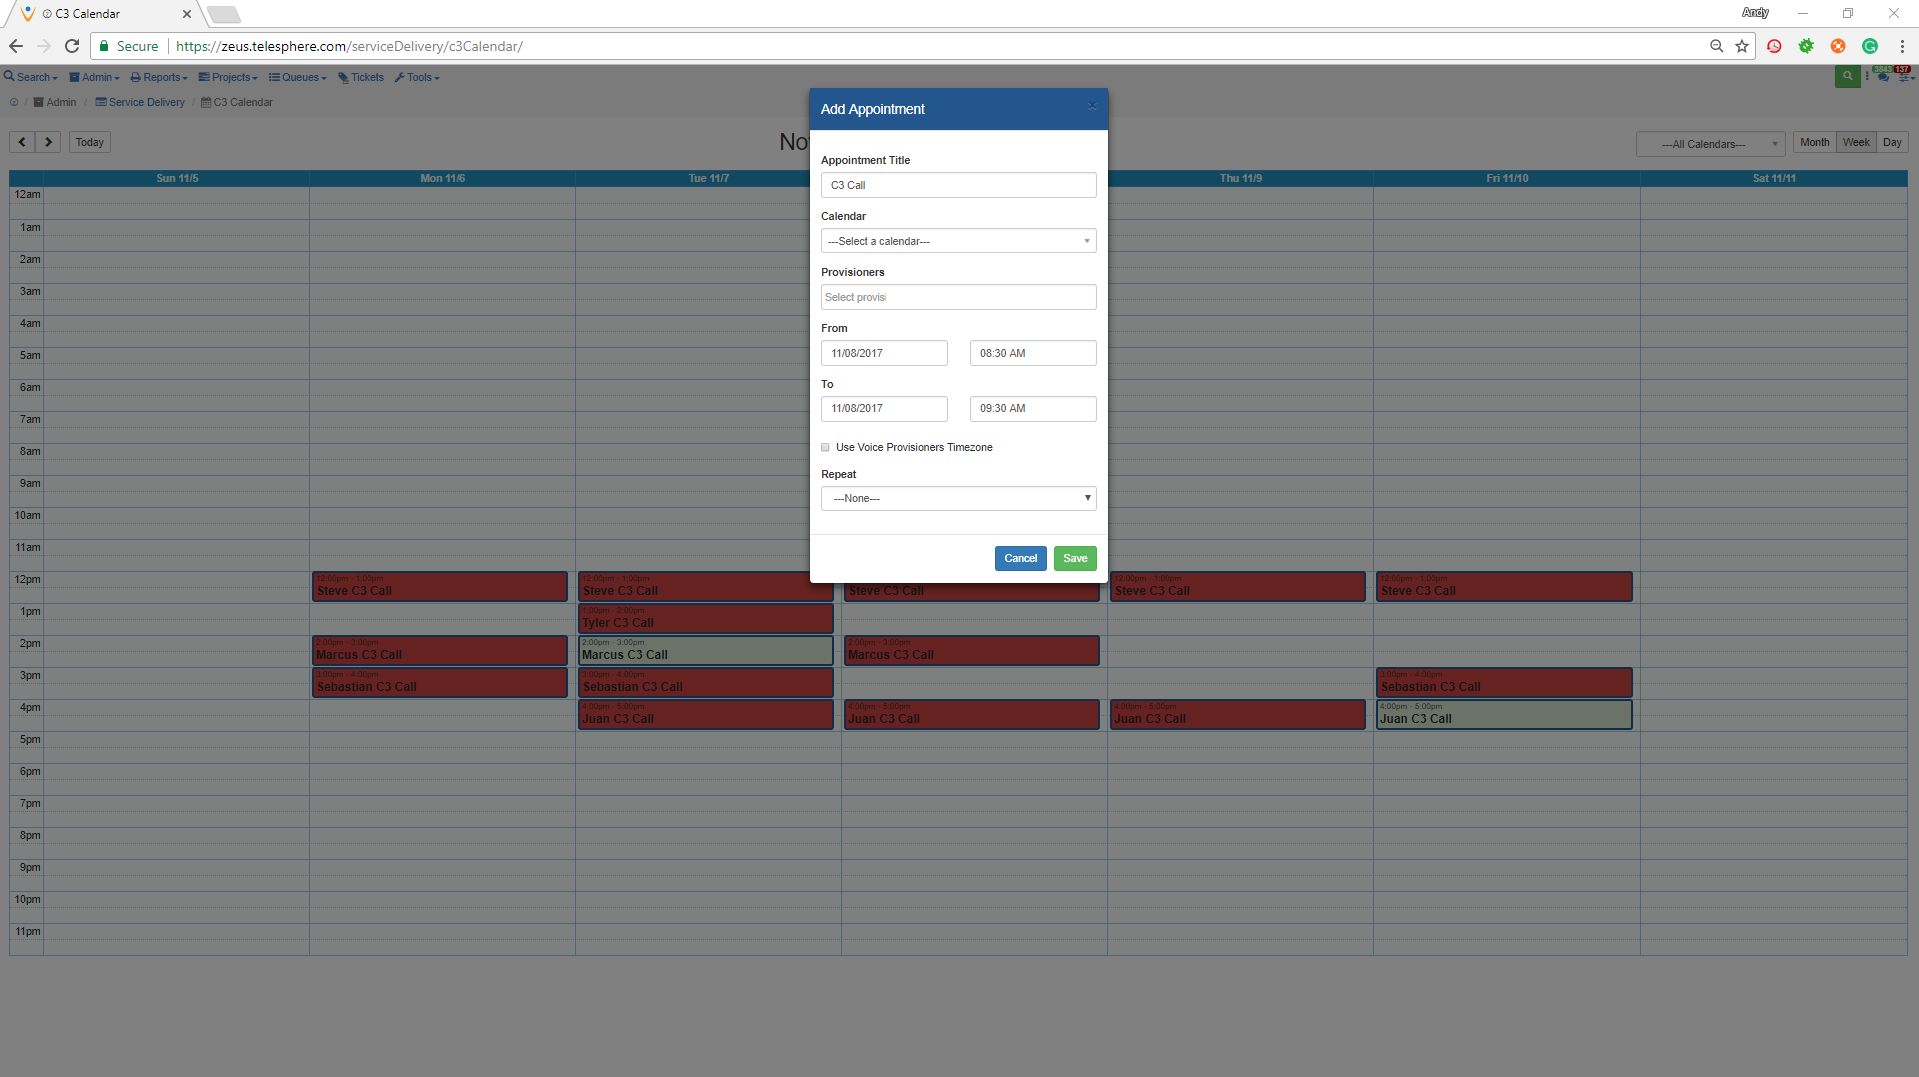 C3 Calendar
Andy
Secure https://zeus.telesphere.com/serviceDelivery/c3Calendar/
Search Admin Reports Projects Queues Tickets Tools
137
Admin / Service Delivery / C3 Calendar
Today
---All Calendars---
Month Week Day
Add Appointment
×
Appointment Title
C3 Call
Calendar
---Select a calendar---
Provisioners
Select provisi
From
11/08/2017 08:30 AM
To
11/08/2017 09:30 AM
Use Voice Provisioners Timezone
Repeat
---None---
Cancel Save
Sun 11/5 Mon 11/6 Tue 11/7 Thu 11/9 Fri 11/10 Sat 11/11
12am
1am
2am
3am
4am
5am
6am
7am
8am
9am
10am
11am
12pm
12:00pm - 1:00pm 12:00pm - 1:00pm 12:00pm - 1:00pm 12:00pm - 1:00pm
Steve C3 Call Steve C3 Call Steve C3 Call Steve C3 Call Steve C3 Call
1pm
1:00pm - 2:00pm
Tyler C3 Call
2pm
2:00pm - 3:00pm 2:00pm - 3:00pm 2:00pm - 3:00pm
Marcus C3 Call Marcus C3 Call Marcus C3 Call
3pm
3:00pm - 4:00pm 3:00pm - 4:00pm 3:00pm - 4:00pm
Sebastian C3 Call Sebastian C3 Call Sebastian C3 Call
4pm
4:00pm - 5:00pm 4:00pm - 5:00pm 4:00pm - 5:00pm 4:00pm - 5:00pm
Juan C3 Call Juan C3 Call Juan C3 Call Juan C3 Call
5pm
6pm
7pm
8pm
9pm
10pm
11pm